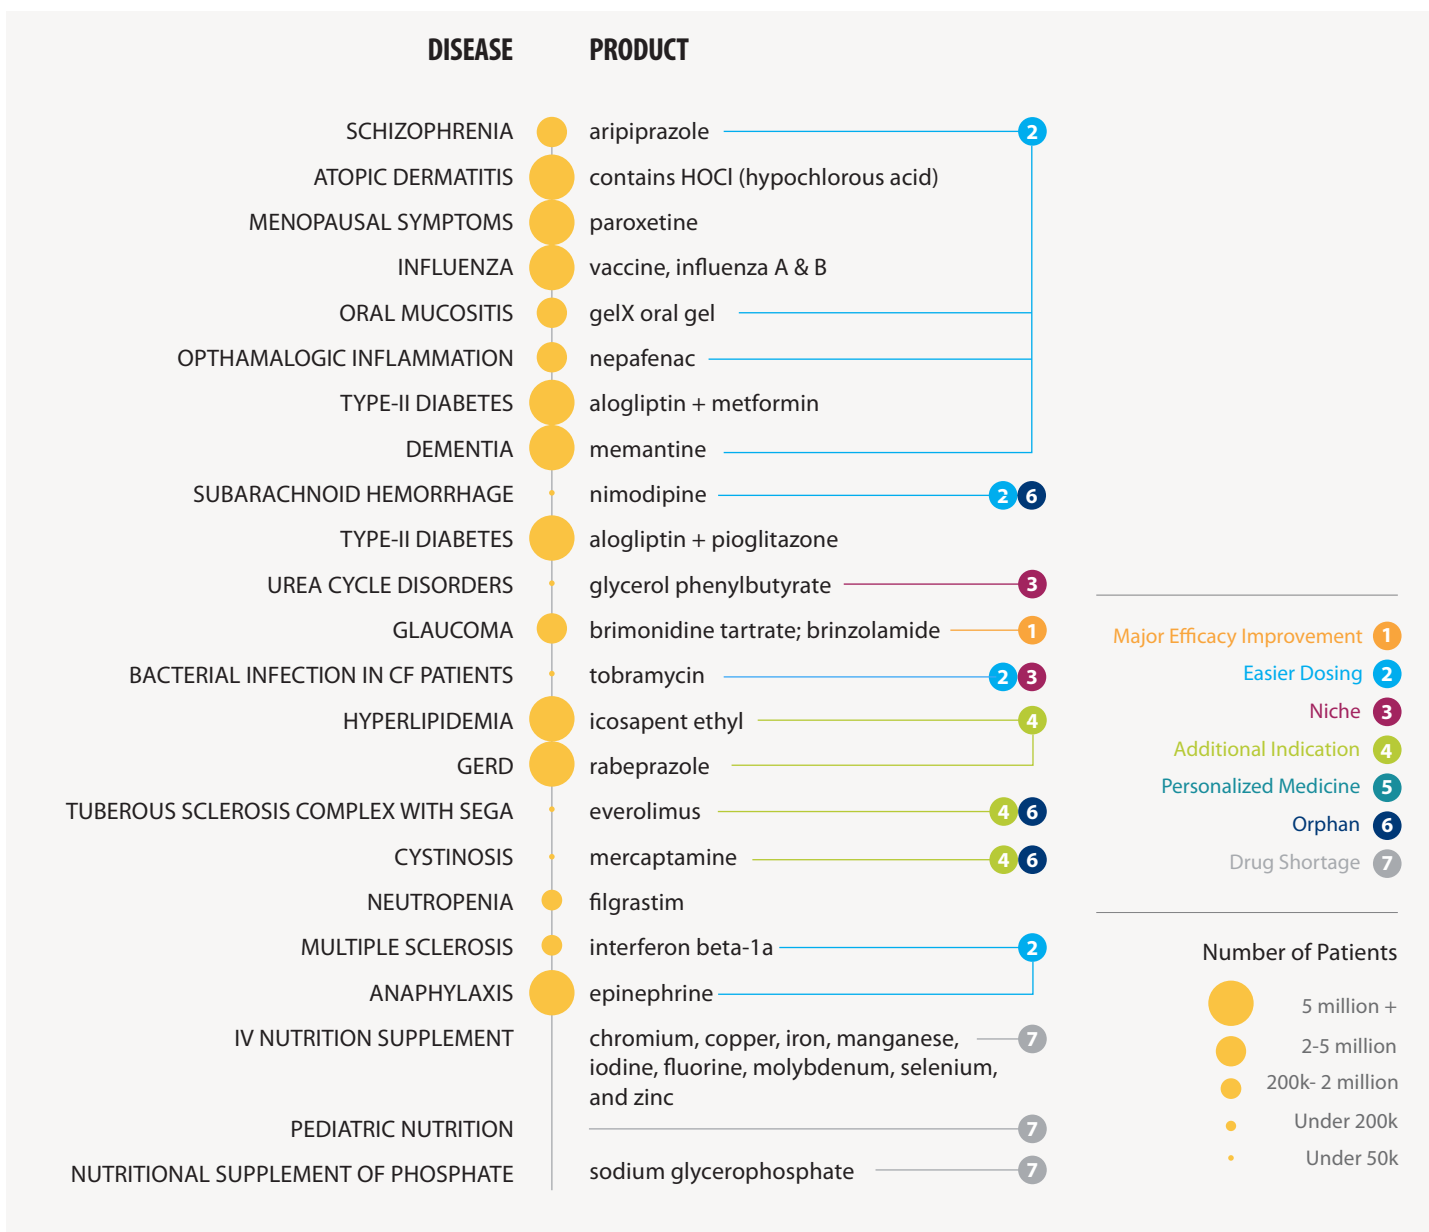 DISEASE PRODUCT
SCHIZOPHRENIA aripiprazole 2
ATOPIC DERMATITIS contains HOCl (hypochlorous acid)
MENOPAUSAL SYMPTOMS paroxetine
INFLUENZA vaccine, influenza A & B
ORAL MUCOSITIS gelX oral gel
OPTHAMALOGIC INFLAMMATION nepafenac
TYPE-II DIABETES alogliptin + metformin
DEMENTIA memantine
SUBARACHNOID HEMORRHAGE nimodipine 2 6
TYPE-II DIABETES alogliptin + pioglitazone
UREA CYCLE DISORDERS glycerol phenylbutyrate 3
GLAUCOMA brimonidine tartrate; brinzolamide 1
BACTERIAL INFECTION IN CF PATIENTS tobramycin 2 3
HYPERLIPIDEMIA icosapent ethyl 4
GERD rabeprazole
TUBEROUS SCLEROSIS COMPLEX WITH SEGA everolimus 4 6
CYSTINOSIS mercaptamine 4 6
NEUTROPENIA filgrastim
MULTIPLE SCLEROSIS interferon beta-1a 2
ANAPHYLAXIS epinephrine
IV NUTRITION SUPPLEMENT chromium, copper, iron, manganese, 7
iodine, fluorine, molybdenum, selenium,
and zinc
PEDIATRIC NUTRITION 7
NUTRITIONAL SUPPLEMENT OF PHOSPHATE sodium glycerophosphate 7
Major Efficacy Improvement 1
Easier Dosing 2
Niche 3
Additional Indication 4
Personalized Medicine 5
Orphan 6
Drug Shortage 7
Number of Patients
5 million +
2-5 million
200k- 2 million
Under 200k
Under 50k